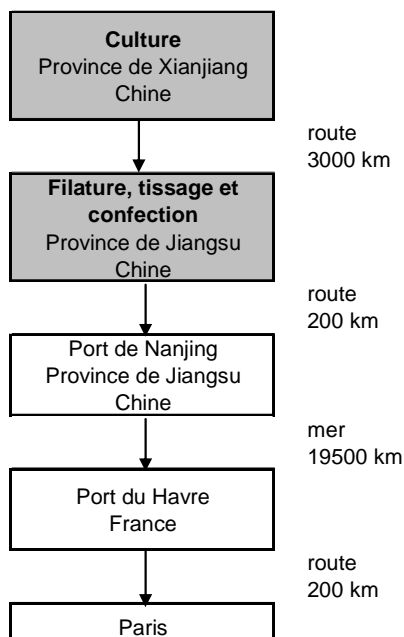 Culture
Province de Xianjiang
Chine
route
3000 km
Filature, tissage et
confection
Province de Jiangsu
Chine
route
200 km
Port de Nanjing
Province de Jiangsu
Chine
mer
19500 km
Port du Havre
France
route
200 km
Paris